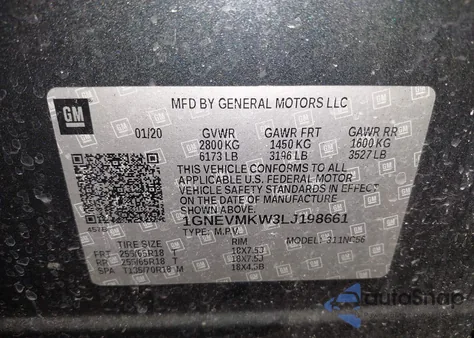 GM
MFD BY GENERAL MOTORS LLC
01/20 GVWR GAWR FRT GAWR RR
2800 KG 1450 KG 1600 KG
6173 LB 3196 LB 3527 LB
THIS VEHICLE CONFORMS TO ALL
APPLICABLE U.S. FEDERAL MOTOR
VEHICLE SAFETY STANDARDS IN EFFECT
ON THE DATE OF MANUFACTURE SHOWN ABOVE.
1GNEVMKW3LJ198661
TYPE: M.P.V.
TIRE SIZE RIM
FRT 255/65R18 T 18X7.5J
RR 255/65R18 T 18X7.5J
SPA T135/70R18 M 18X4.5B
AutoSnap